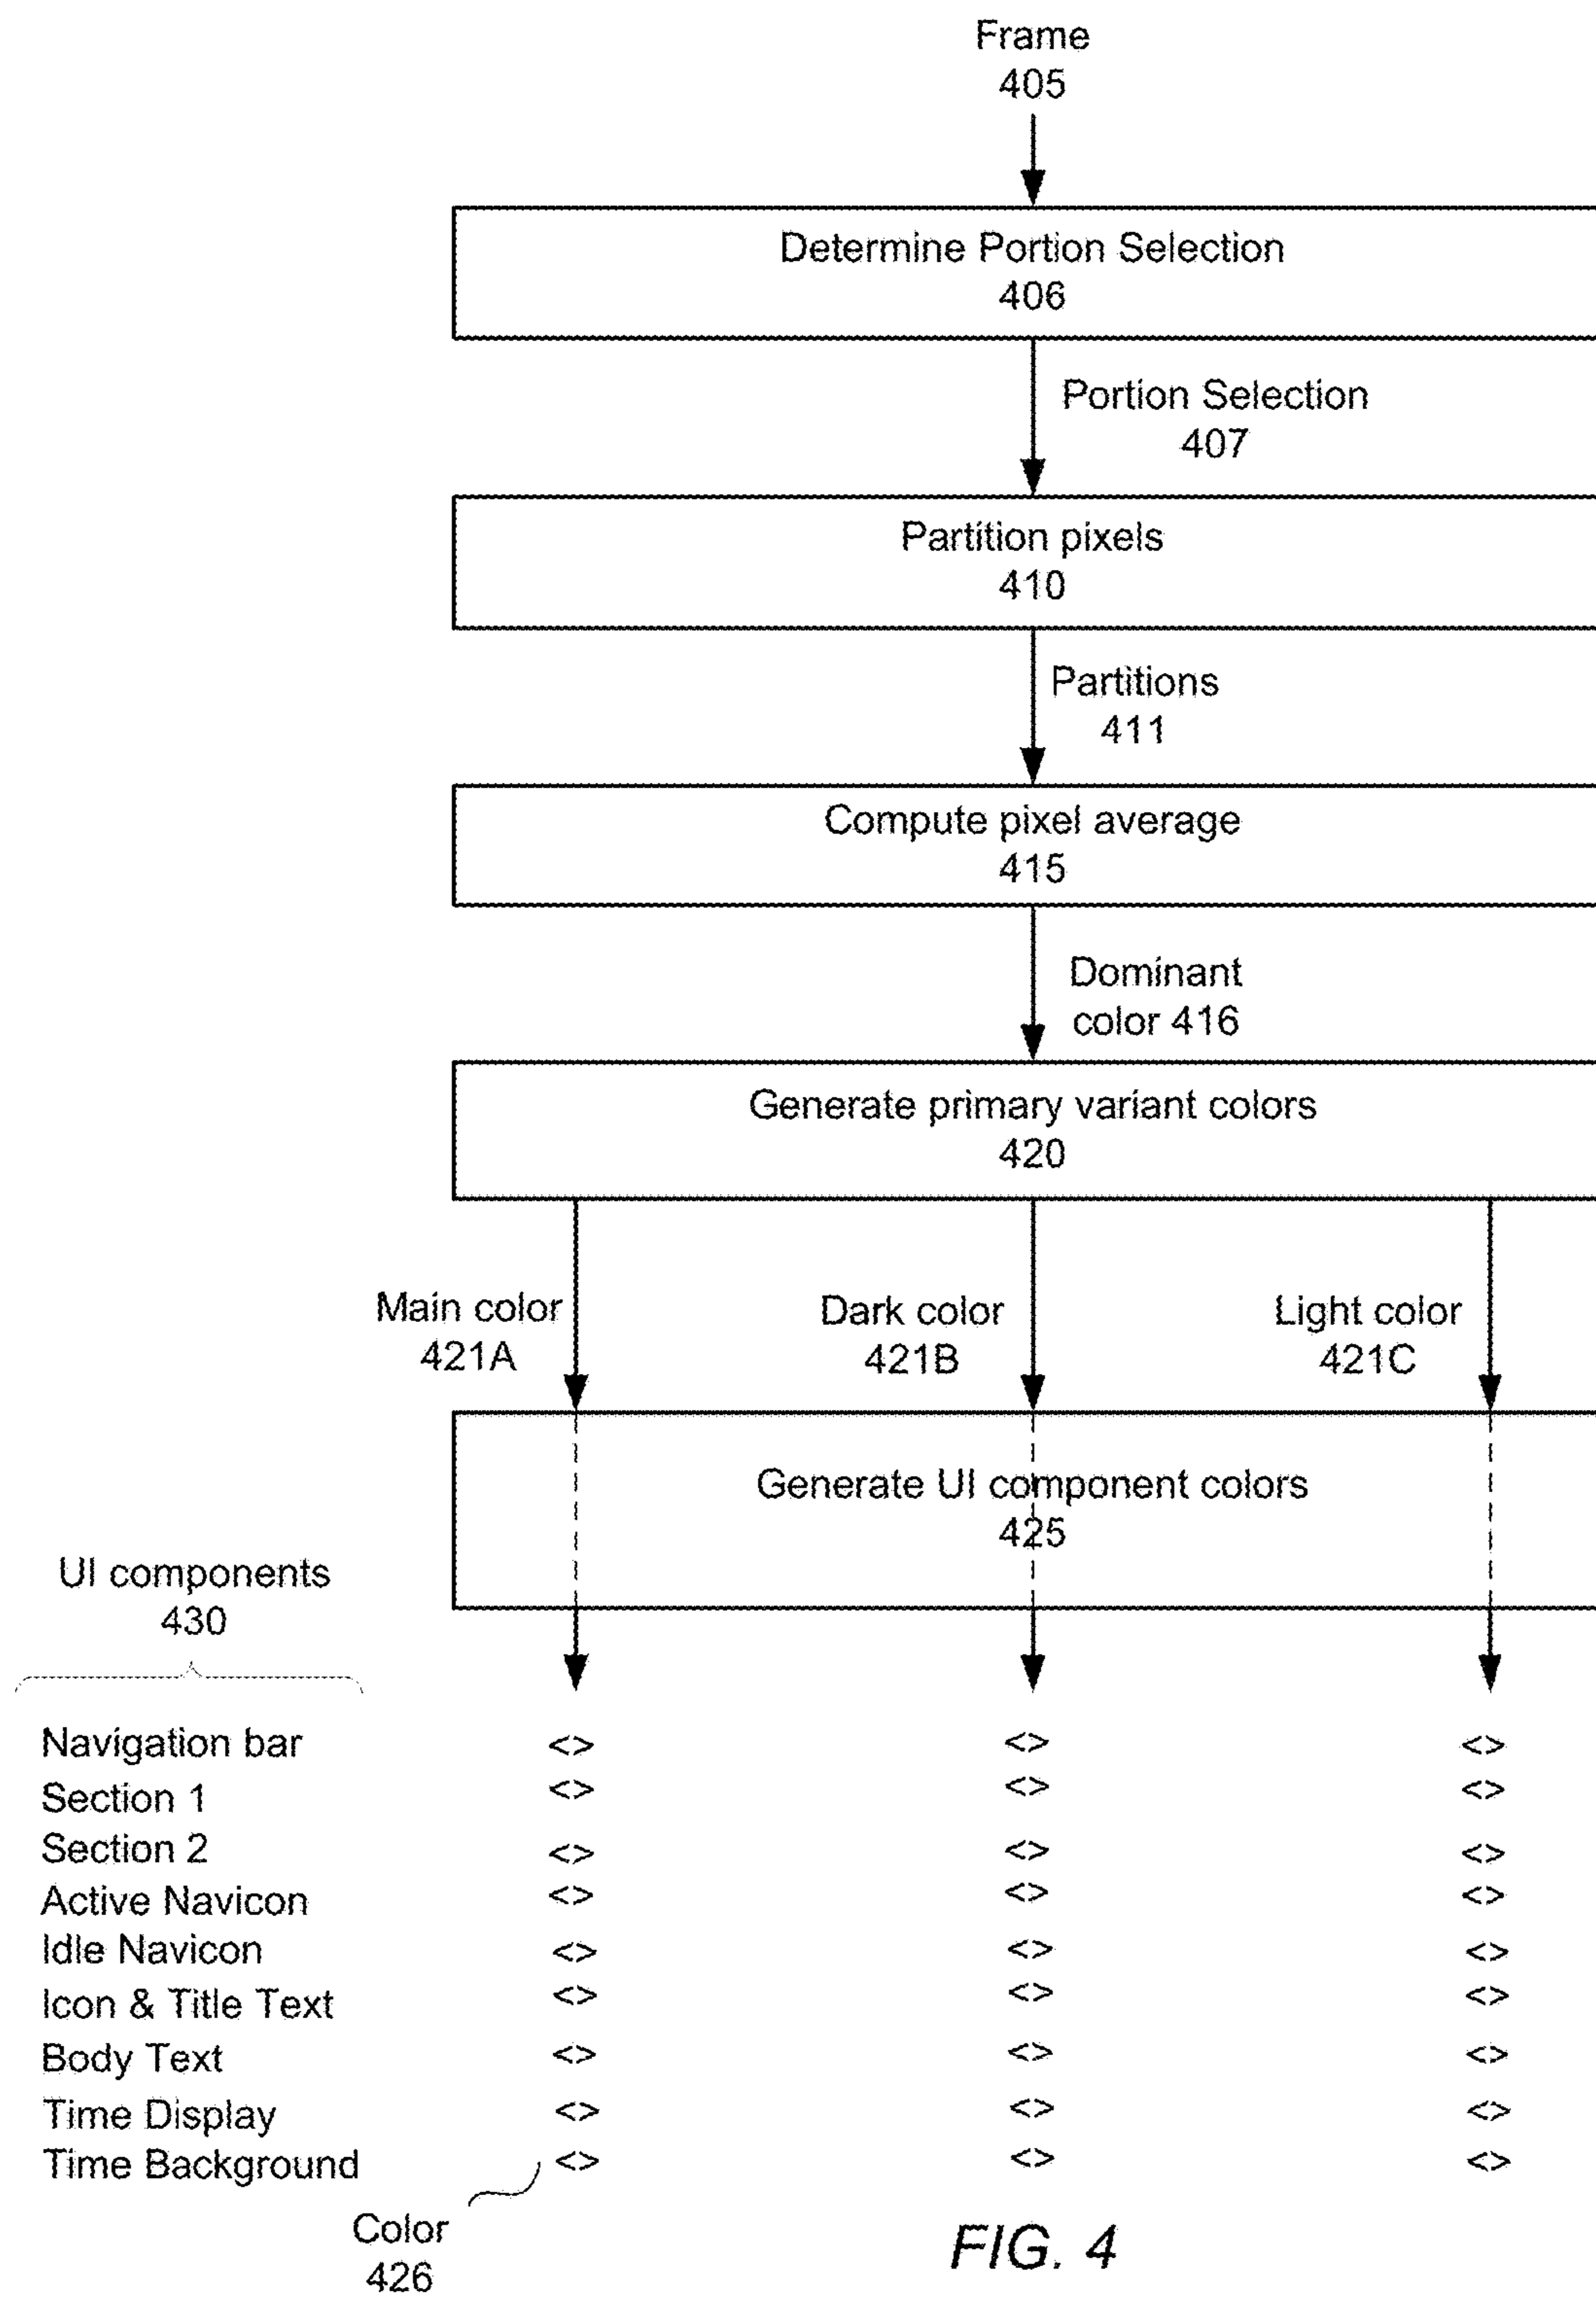 Frame
405
Determine Portion Selection
406
Portion Selection
407
Partition pixels
410
Partitions
411
Compute pixel average
415
Dominant
color 416
Generate primary variant colors
420
Main color
421A
Dark color
421B
Light color
421C
Generate UI component colors
425
UI components
430
Navigation bar <> <> <>
Section 1 <> <> <>
Section 2 <> <> <>
Active Navicon <> <> <>
Idle Navicon <> <> <>
Icon & Title Text <> <> <>
Body Text <> <> <>
Time Display <> <> <>
Time Background <> <> <>
Color
426
FIG. 4